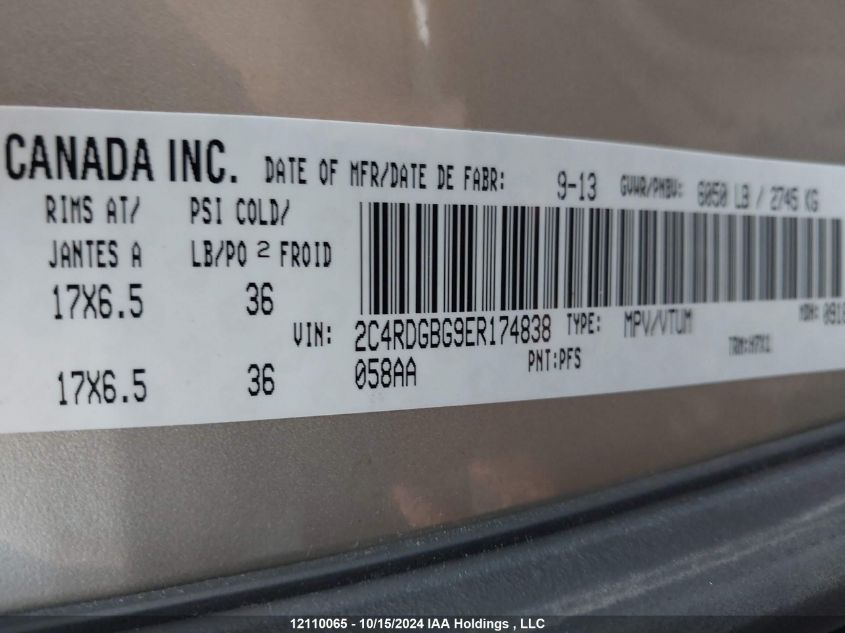 CANADA INC. DATE OF MFR/DATE DE FABR: 9-13 GVWR/PNBV: 6050 LB / 2745 KG
RIMS AT/ PSI COLD/
JANTES A LB/PO 2 FROID
17X6.5 36
VIN: 2C4RDGBG9ER174838 TYPE: MPV/VTUM MDH:
17X6.5 36 058AA PNT:PFS
12110065 - 10/15/2024 IAA Holdings , LLC